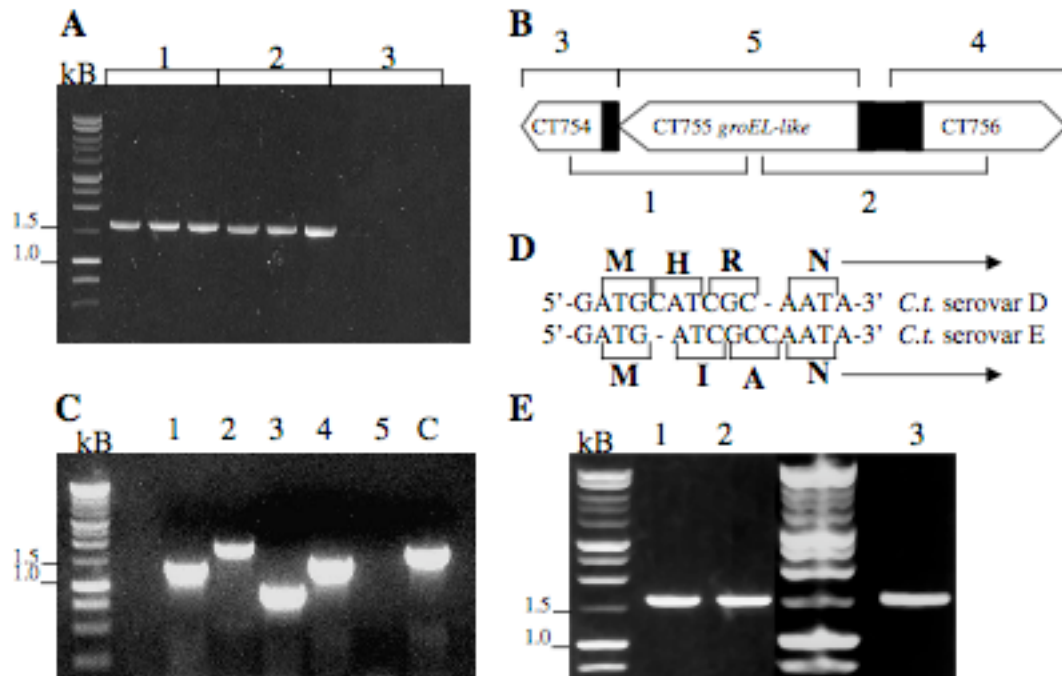 A
1 2 3
kB
1.5
1.0
B
3 5 4
CT754 CT755 groEL-like CT756
1 2
D
M H R N
5'-GATGCATCGC - AATA-3' C.t. serovar D
5'-GATG - ATCGCCAATA-3' C.t. serovar E
M I A N
C
kB 1 2 3 4 5 C
1.5
1.0
E
kB 1 2 3
1.5
1.0